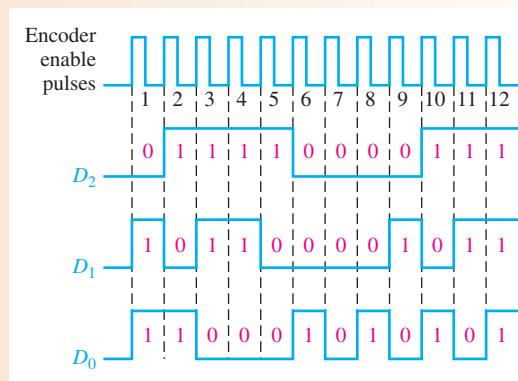 Encoder
enable
pulses
1 2 3 4 5 6 7 8 9 10 11 12
0 1 1 1 1 0 0 0 0 1 1 1
D₂
1 0 1 1 0 0 0 0 1 0 1 1
D₁
1 1 0 0 0 1 0 1 0 1 0 1
D₀